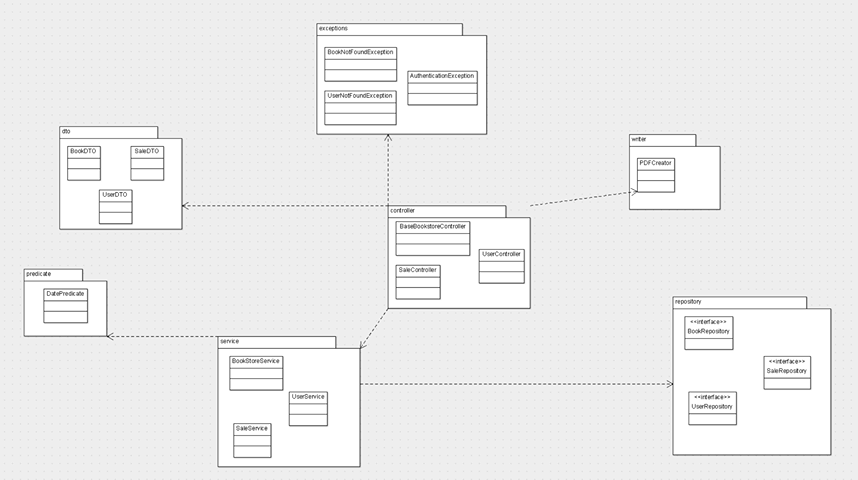 exceptions
BookNotFoundException
AuthenticationException
UserNotFoundException
dto
BookDTO
SaleDTO
UserDTO
writer
PDFCreator
controller
BaseBookstoreController
UserController
SaleController
predicate
DatePredicate
service
BookStoreService
UserService
SaleService
repository
<<interface>>
BookRepository
<<interface>>
SaleRepository
<<interface>>
UserRepository